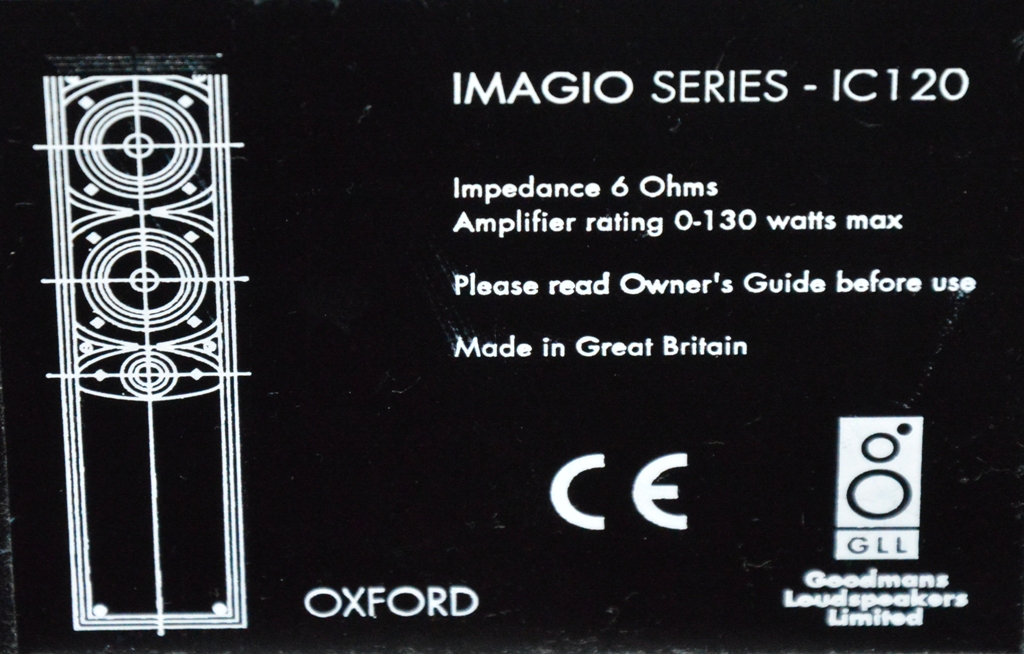 IMAGIO SERIES - IC120
Impedance 6 Ohms
Amplifier rating 0-130 watts max
Please read Owner's Guide before use
Made in Great Britain
CE
GLL
Goodmans
Loudspeakers
Limited
OXFORD